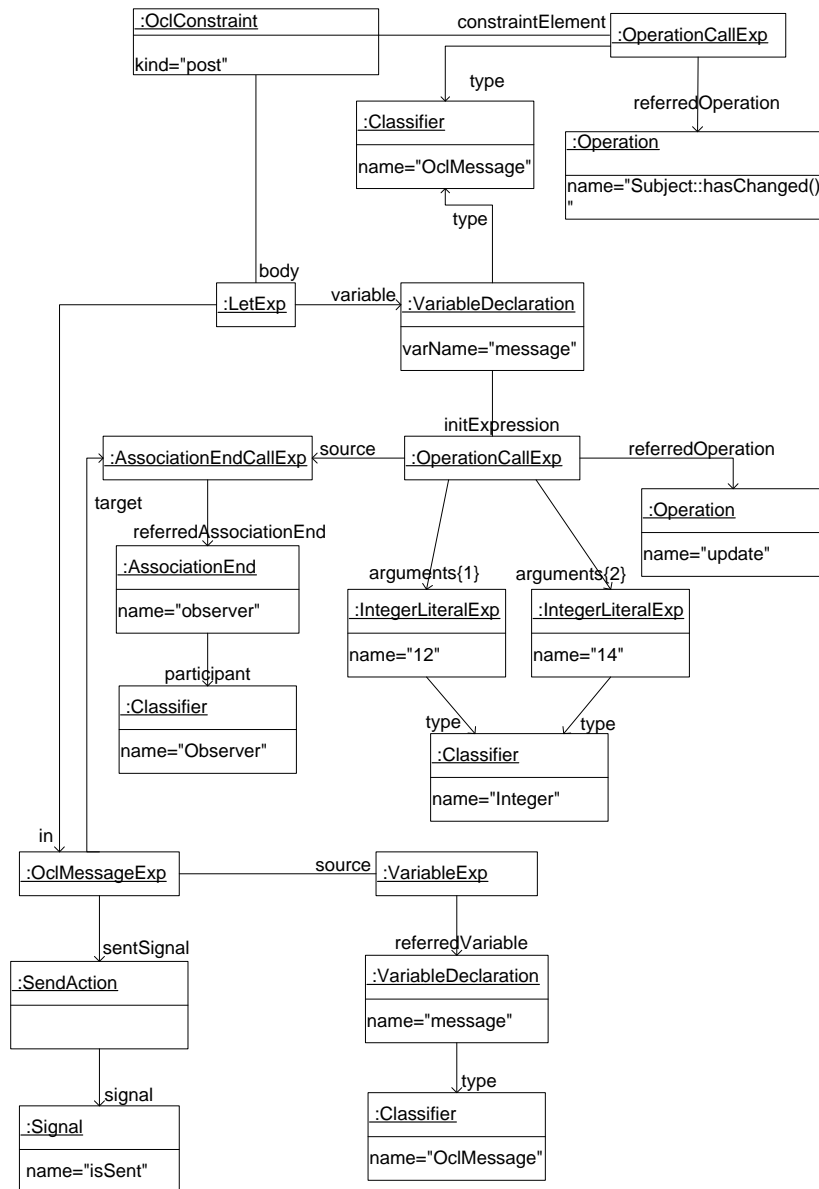 :OclConstraint
kind="post"
constraintElement
:OperationCallExp
type
referredOperation
:Classifier
name="OclMessage"
:Operation
name="Subject::hasChanged()
"
type
body
:LetExp
variable
:VariableDeclaration
varName="message"
initExpression
:AssociationEndCallExp
source
:OperationCallExp
referredOperation
target
:Operation
name="update"
referredAssociationEnd
:AssociationEnd
name="observer"
arguments{1}
arguments{2}
:IntegerLiteralExp
name="12"
:IntegerLiteralExp
name="14"
participant
:Classifier
name="Observer"
type
type
:Classifier
name="Integer"
in
:OclMessageExp
source
:VariableExp
sentSignal
referredVariable
:SendAction
:VariableDeclaration
name="message"
signal
type
:Signal
name="isSent"
:Classifier
name="OclMessage"